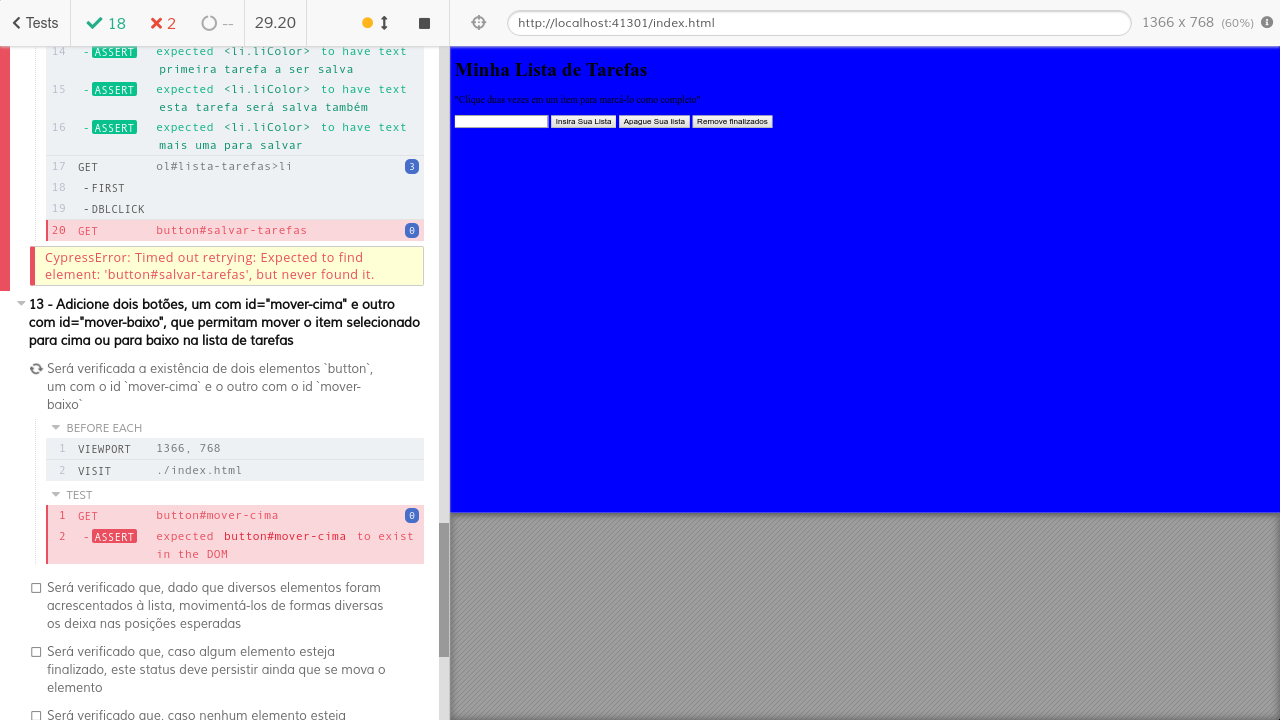 Tests 18 2 -- 29.20 http://localhost:41301/index.html 1366 x 768 (60%)
14 -ASSERT expected <li.liColor> to have text
primeira tarefa a ser salva
15 -ASSERT expected <li.liColor> to have text
esta tarefa será salva também
16 -ASSERT expected <li.liColor> to have text
mais uma para salvar
17 GET ol#lista-tarefas>li 3
18 -FIRST
19 -DBLCLICK
20 GET button#salvar-tarefas 0
CypressError: Timed out retrying: Expected to find
element: 'button#salvar-tarefas', but never found it.
13 - Adicione dois botões, um com id="mover-cima" e outro
com id="mover-baixo", que permitam mover o item selecionado
para cima ou para baixo na lista de tarefas
Será verificada a existência de dois elementos `button`,
um com o id `mover-cima` e o outro com o id `mover-
baixo`
BEFORE EACH
1 VIEWPORT 1366, 768
2 VISIT ./index.html
TEST
1 GET button#mover-cima 0
2 -ASSERT expected button#mover-cima to exist
in the DOM
Será verificado que, dado que diversos elementos foram
acrescentados à lista, movimentá-los de formas diversas
os deixa nas posições esperadas
Será verificado que, caso algum elemento esteja
finalizado, este status deve persistir ainda que se mova o
elemento
Será verificado que, caso nenhum elemento esteja
Minha Lista de Tarefas
"Clique duas vezes em um item para marcá-lo como completo"
Insira Sua Lista Apague Sua lista Remove finalizados